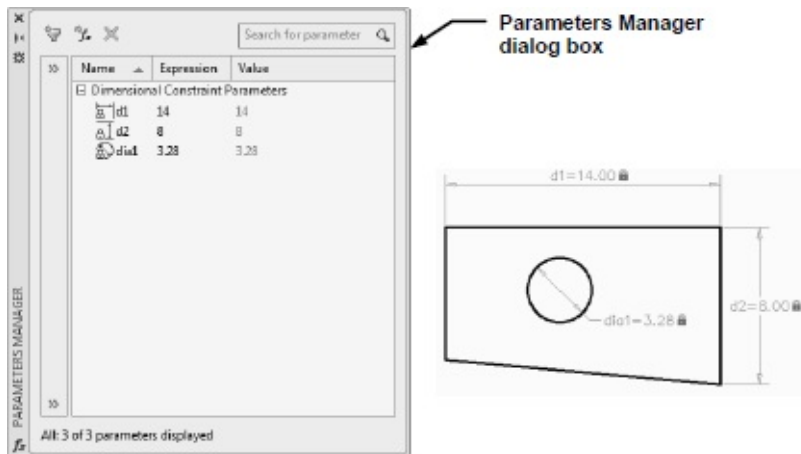 Search for parameter
Name Expression Value
Dimensional Constraint Parameters
d1 14 14
d2 8 8
dia1 3.28 3.28
All: 3 of 3 parameters displayed
PARAMETERS MANAGER
fx
Parameters Manager
dialog box
d1=14.00
dia1=3.28
d2=8.00